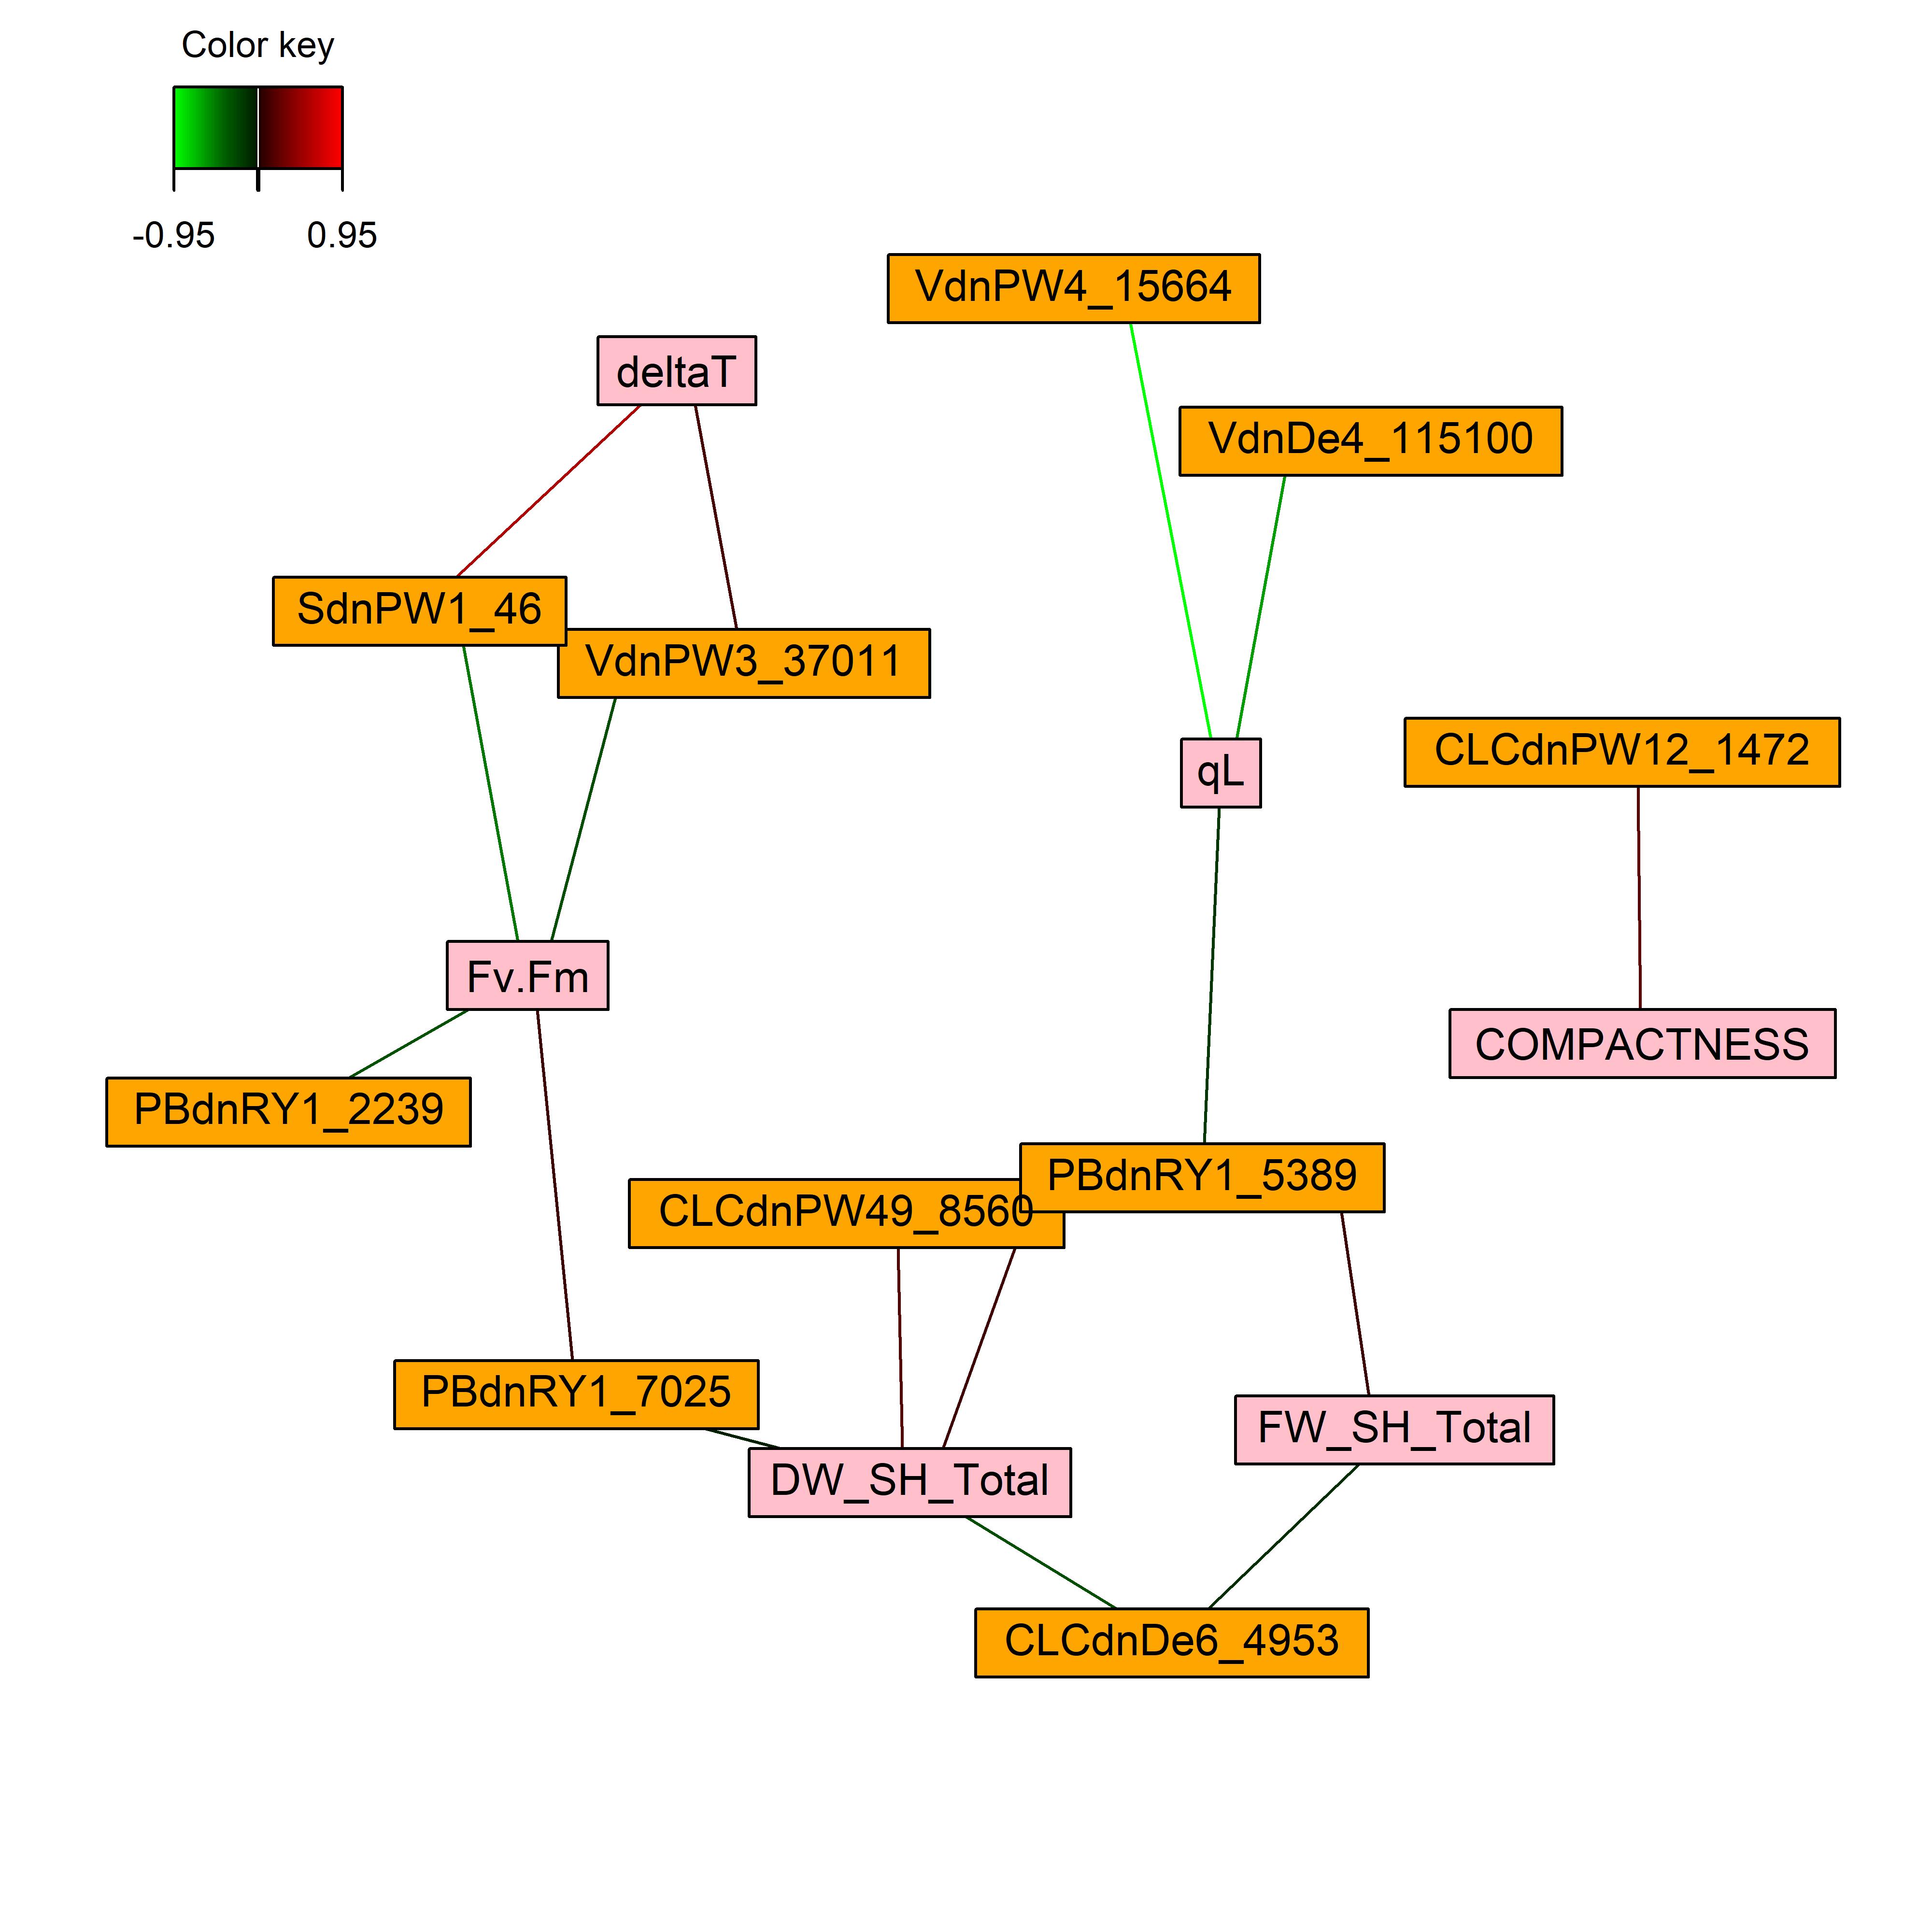 Color key
-0.95 0.95
VdnPW4_15664
deltaT
VdnDe4_115100
SdnPW1_46
VdnPW3_37011
CLCdnPW12_1472
qL
Fv.Fm
COMPACTNESS
PBdnRY1_2239
PBdnRY1_5389
CLCdnPW49_8560
PBdnRY1_7025
FW_SH_Total
DW_SH_Total
CLCdnDe6_4953